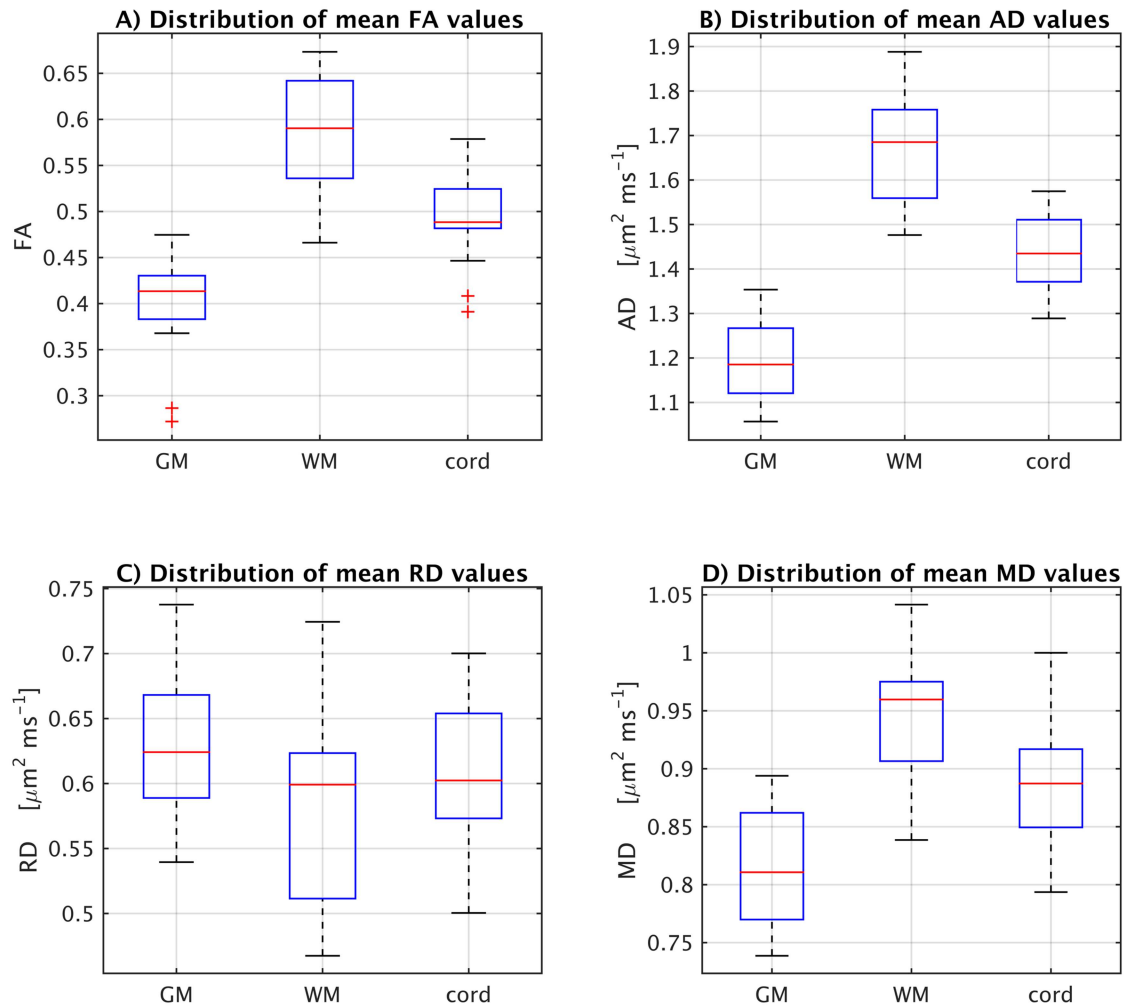 A) Distribution of mean FA values
FA
0.65
0.6
0.55
0.5
0.45
0.4
0.35
0.3
GM WM cord
B) Distribution of mean AD values
AD [μm² ms⁻¹]
1.9
1.8
1.7
1.6
1.5
1.4
1.3
1.2
1.1
GM WM cord
C) Distribution of mean RD values
RD [μm² ms⁻¹]
0.75
0.7
0.65
0.6
0.55
0.5
GM WM cord
D) Distribution of mean MD values
MD [μm² ms⁻¹]
1.05
1
0.95
0.9
0.85
0.8
0.75
GM WM cord